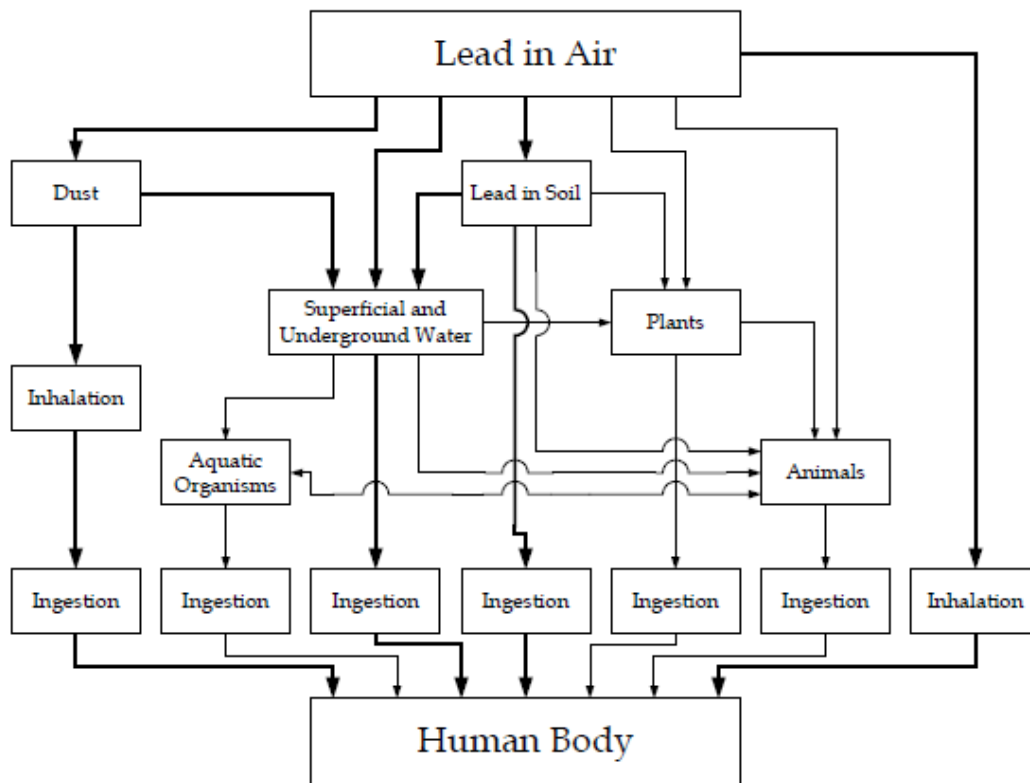 Lead in Air
Dust
Lead in Soil
Superficial and
Underground Water
Plants
Inhalation
Aquatic
Organisms
Animals
Ingestion
Ingestion
Ingestion
Ingestion
Ingestion
Ingestion
Inhalation
Human Body